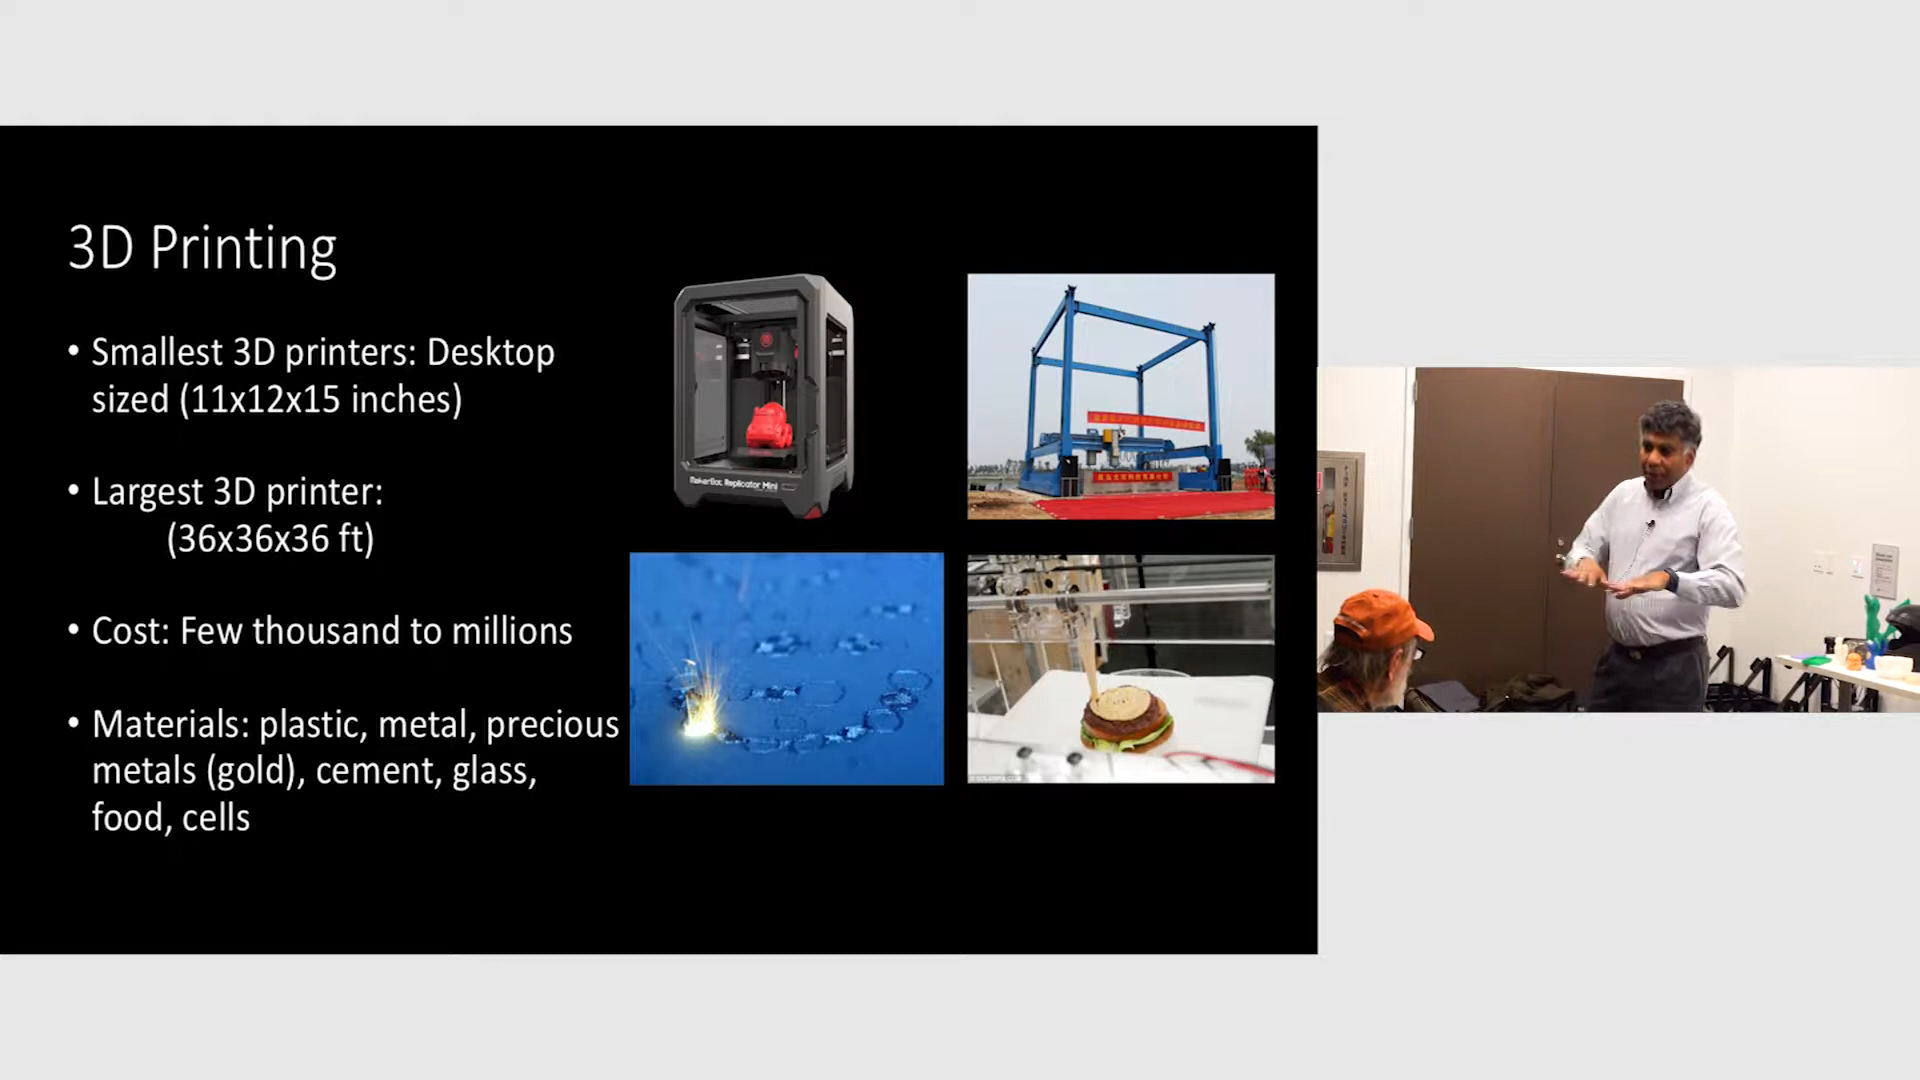 3D Printing
• Smallest 3D printers: Desktop
sized (11x12x15 inches)
• Largest 3D printer:
(36x36x36 ft)
• Cost: Few thousand to millions
• Materials: plastic, metal, precious
metals (gold), cement, glass,
food, cells
MakerBot Replicator Mini